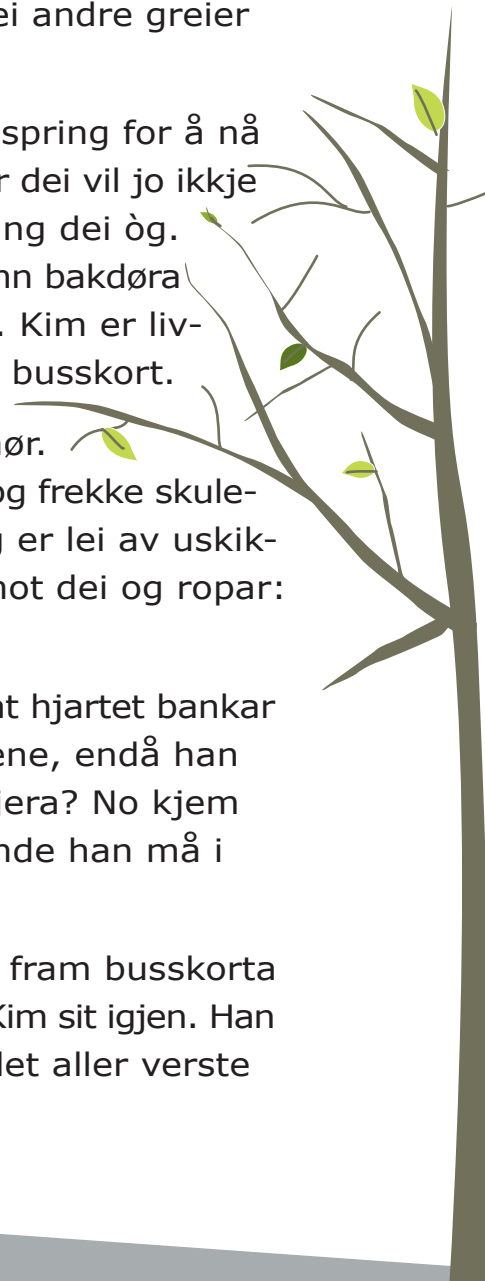 ei andre greier
spring for å nå
r dei vil jo ikkje
ng dei òg.
nn bakdøra
. Kim er liv-
busskort.
ør.
og frekke skule-
g er lei av uskik-
not dei og ropar:
at hjartet bankar
ene, endå han
jera? No kjem
nde han må i
fram busskorta
Kim sit igjen. Han
det aller verste